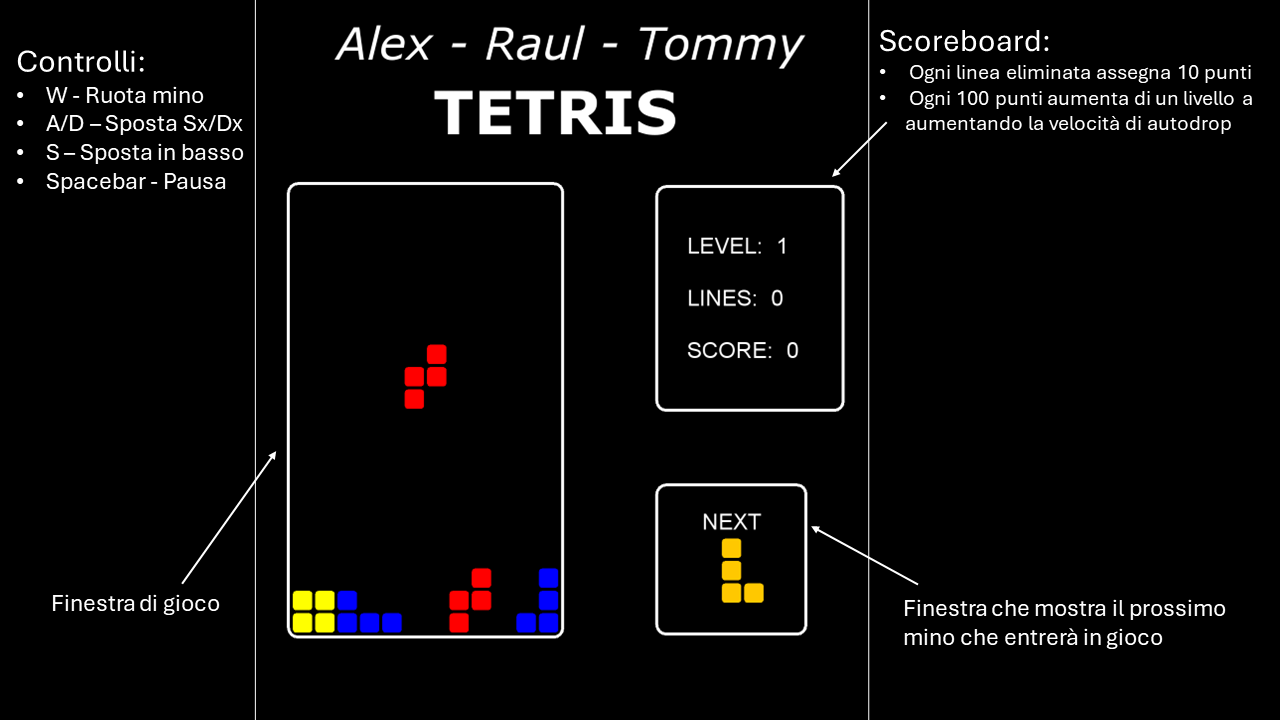 Alex - Raul - Tommy
TETRIS
Controlli:
• W - Ruota mino
• A/D – Sposta Sx/Dx
• S – Sposta in basso
• Spacebar - Pausa
Scoreboard:
• Ogni linea eliminata assegna 10 punti
• Ogni 100 punti aumenta di un livello a
aumentando la velocità di autodrop
LEVEL: 1
LINES: 0
SCORE: 0
NEXT
Finestra di gioco
Finestra che mostra il prossimo
mino che entrerà in gioco